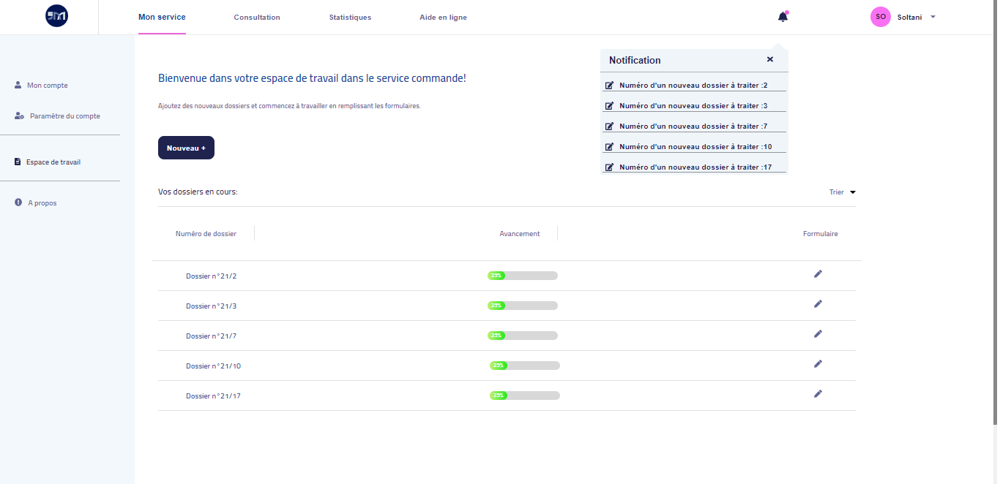 Mon service
Consultation
Statistiques
Aide en ligne
SO
Soltani
Notification
Numéro d'un nouveau dossier à traiter :2
Numéro d'un nouveau dossier à traiter :3
Numéro d'un nouveau dossier à traiter :7
Numéro d'un nouveau dossier à traiter :10
Numéro d'un nouveau dossier à traiter :17
Mon compte
Paramètre du compte
Espace de travail
A propos
Bienvenue dans votre espace de travail dans le service commande!
Ajoutez des nouveaux dossiers et commencez à travailler en remplissant les formulaires.
Nouveau +
Vos dossiers en cours:
Trier
Numéro de dossier
Avancement
Formulaire
Dossier n°21/2
25%
Dossier n°21/3
25%
Dossier n°21/7
25%
Dossier n°21/10
25%
Dossier n°21/17
25%